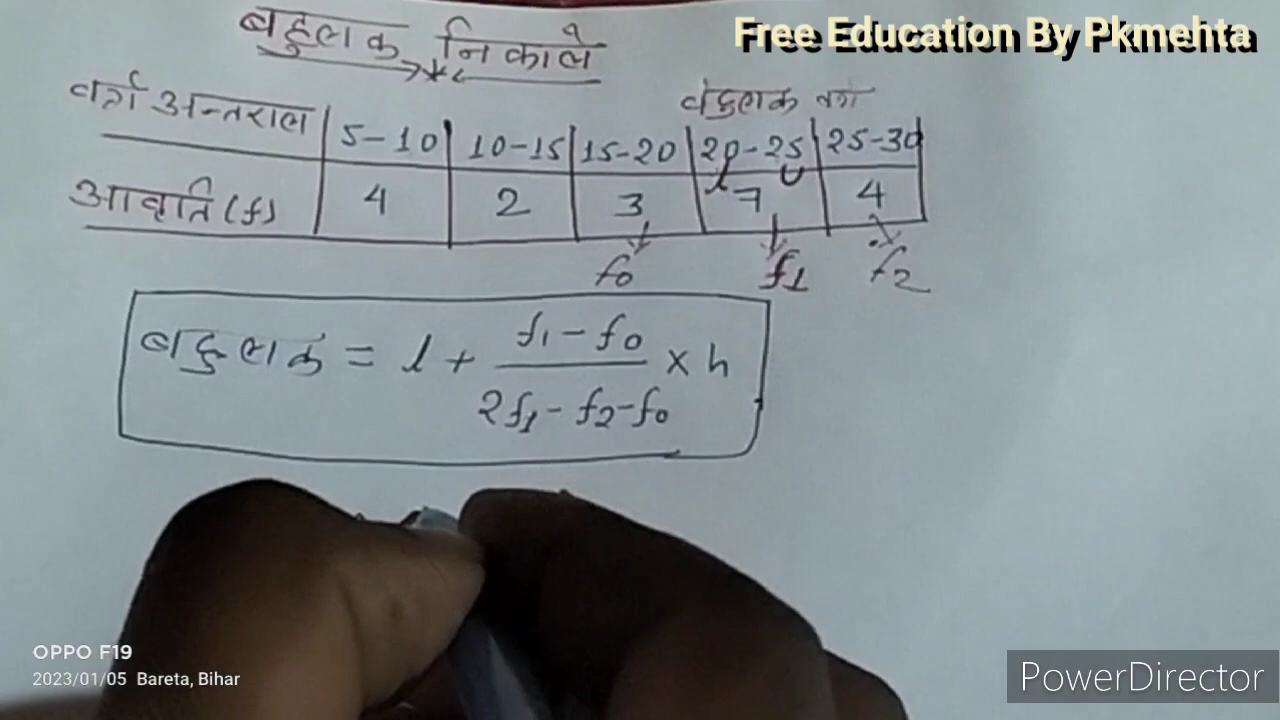 Free Education By Pkmehta
बहुलक निकाले
बहुलक वर्ग
वर्ग अन्तराल 5-10 10-15 15-20 20-25 25-30
l u
आवृति (f) 4 2 3 7 4
f0 f1 f2
बहुलक = l + f1 - f0 / 2f1 - f2 - f0 × h
OPPO F19
2023/01/05 Bareta, Bihar
PowerDirector